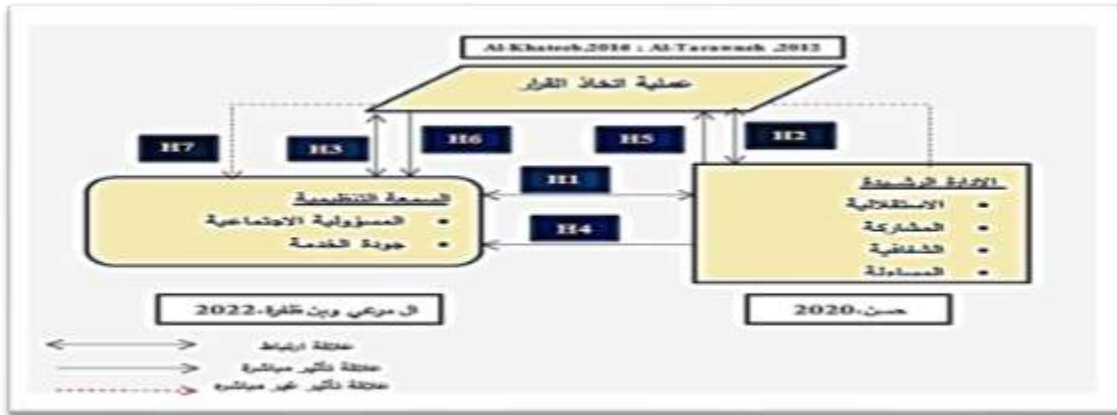 Al-Khateeb,2016 ; Al-Tarawneh ,2012
عملية اتخاذ القرار
H7
H3
H6
H5
H2
H1
H4
السمعة التنظيمية
• المسؤولية الاجتماعية
• جودة الخدمة
الإدارة الرشيدة
• الاستقلالية
• المشاركة
• الشفافية
• المساءلة
ال مرعي وبن ظفرة،2022
حسن،2020
علاقة ارتباط
علاقة تأثير مباشرة
علاقة تأثير غير مباشرة